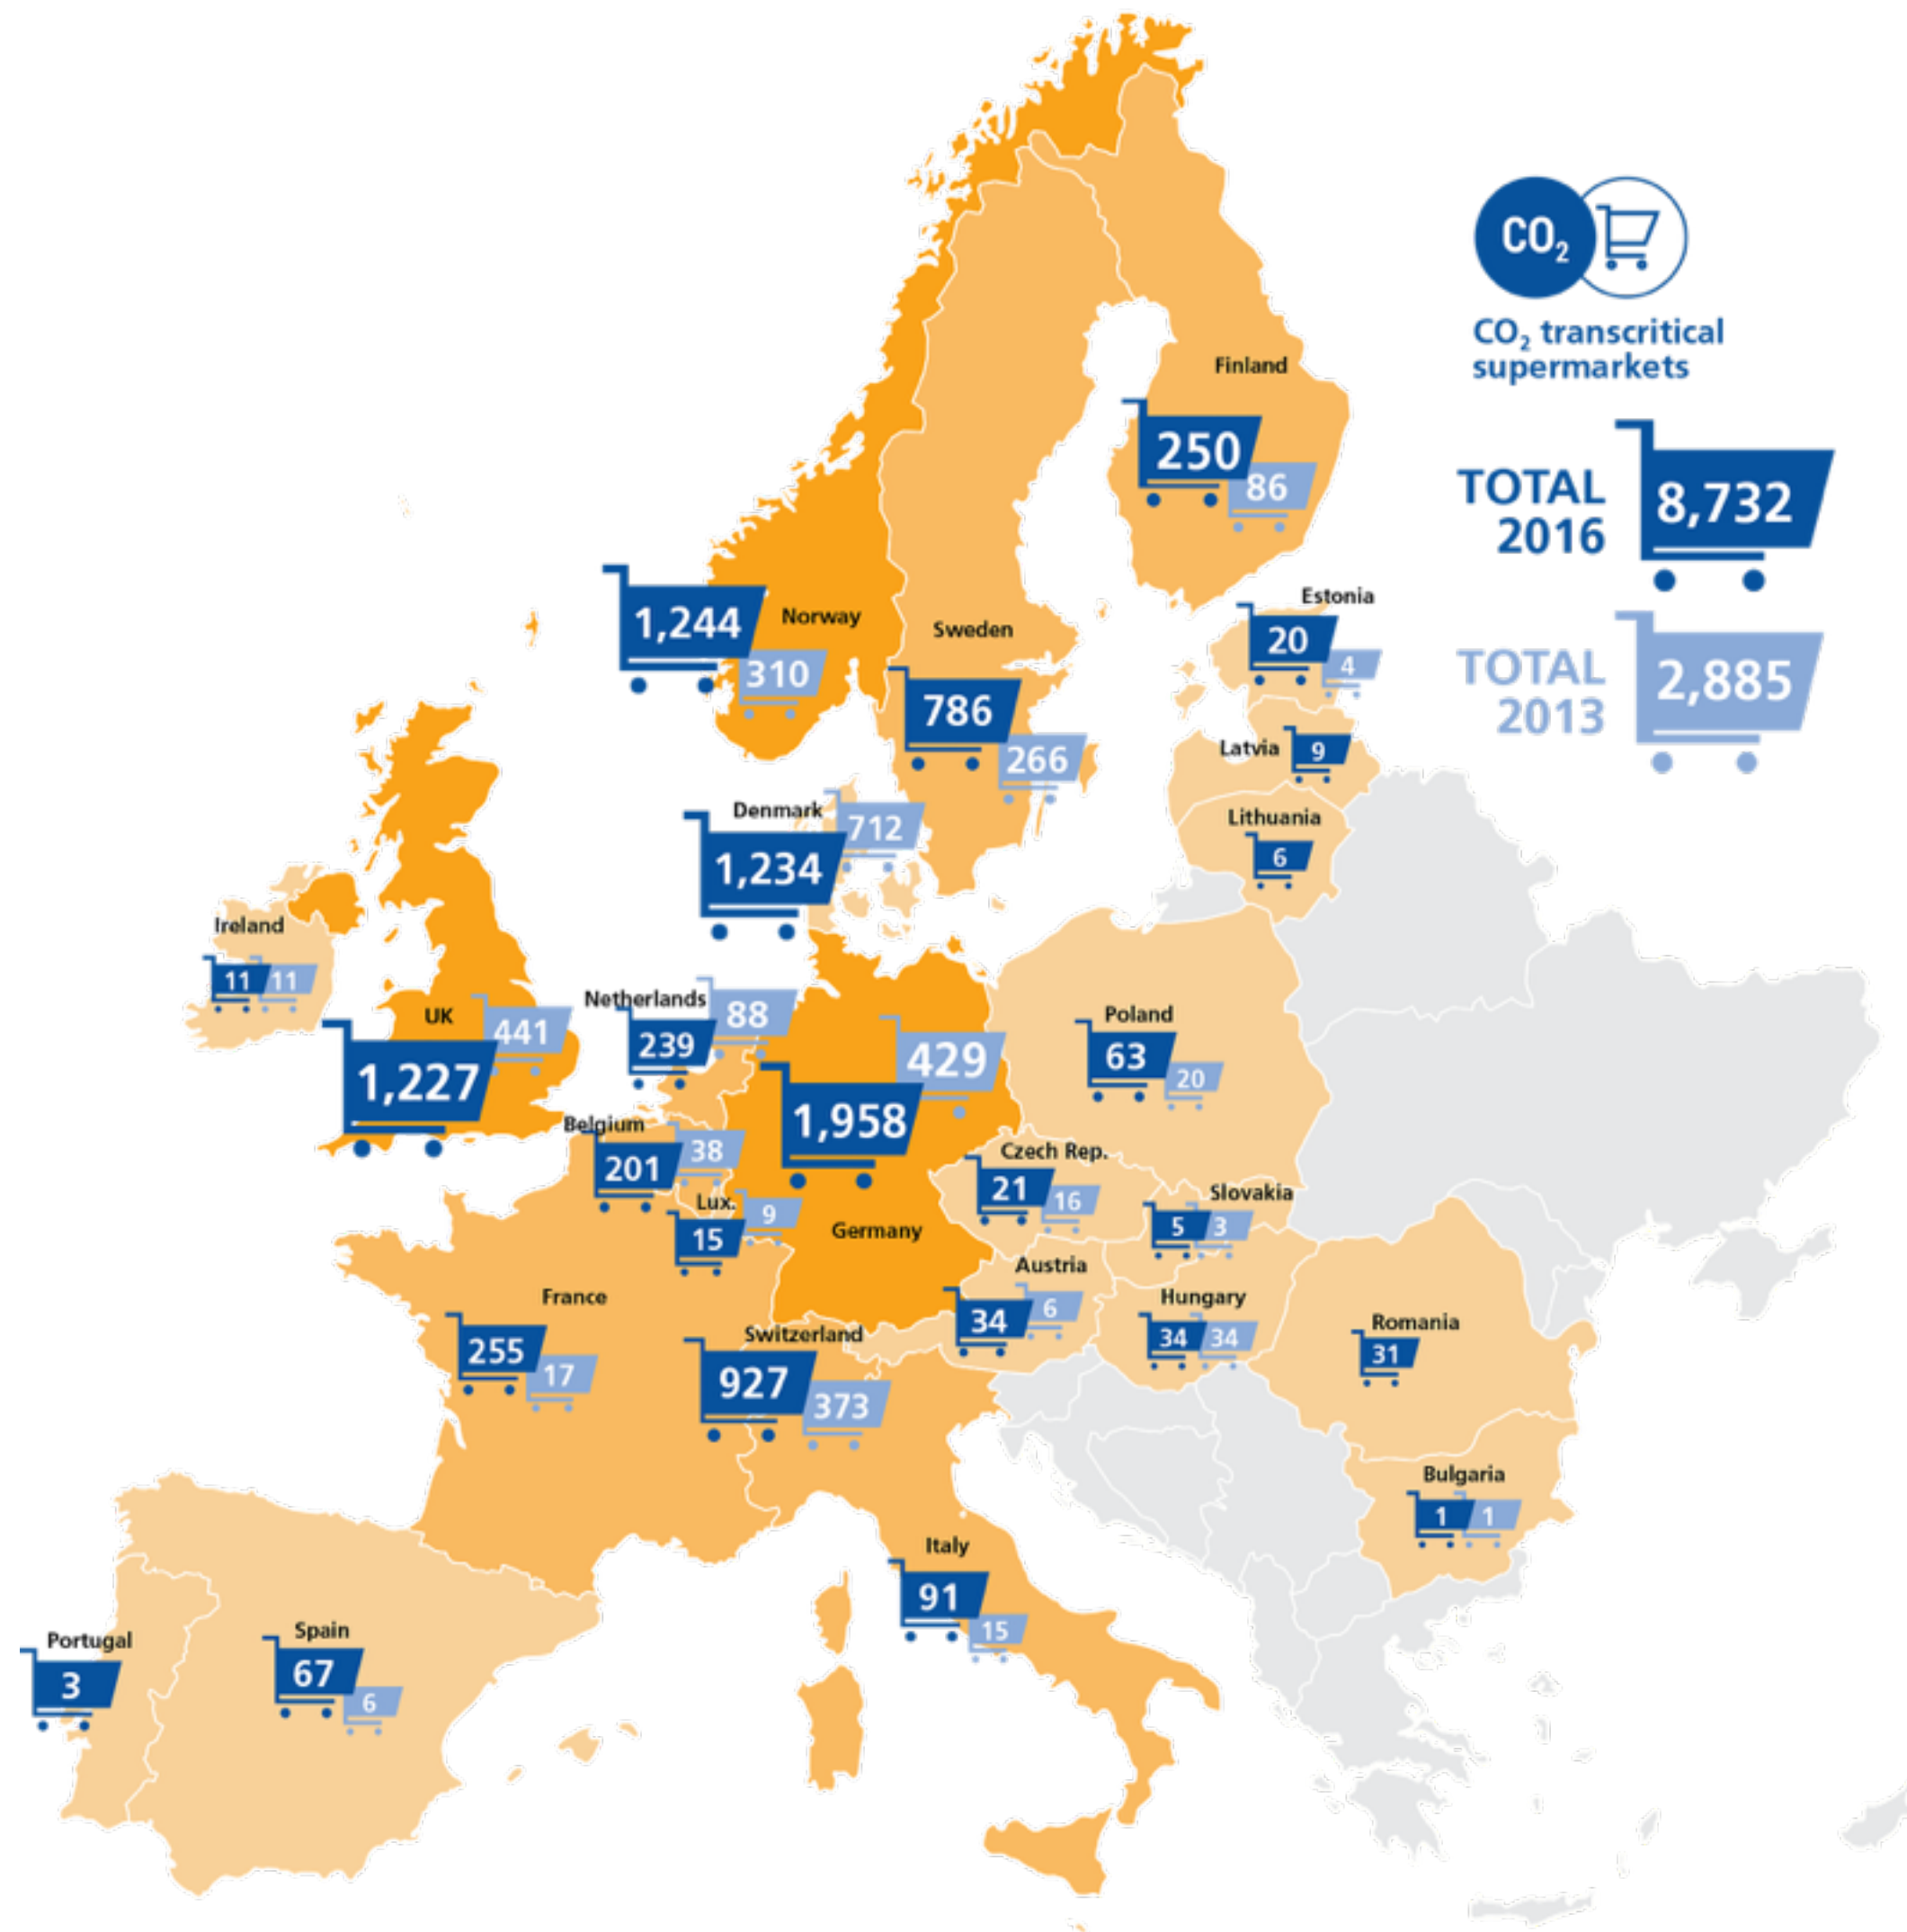 CO₂
CO₂ transcritical
supermarkets
TOTAL
2016
8,732
TOTAL
2013
2,885
Finland
250
86
Norway
1,244
310
Sweden
786
266
Estonia
20
4
Latvia
9
Lithuania
6
Denmark
712
1,234
Ireland
11
11
UK
441
1,227
Netherlands
88
239
Germany
429
1,958
Poland
63
20
Belgium
38
201
Lux.
9
15
Czech Rep.
21
16
Slovakia
5
3
Austria
34
6
Hungary
34
34
France
255
17
Switzerland
927
373
Romania
31
Bulgaria
1
1
Italy
91
15
Portugal
3
Spain
67
6